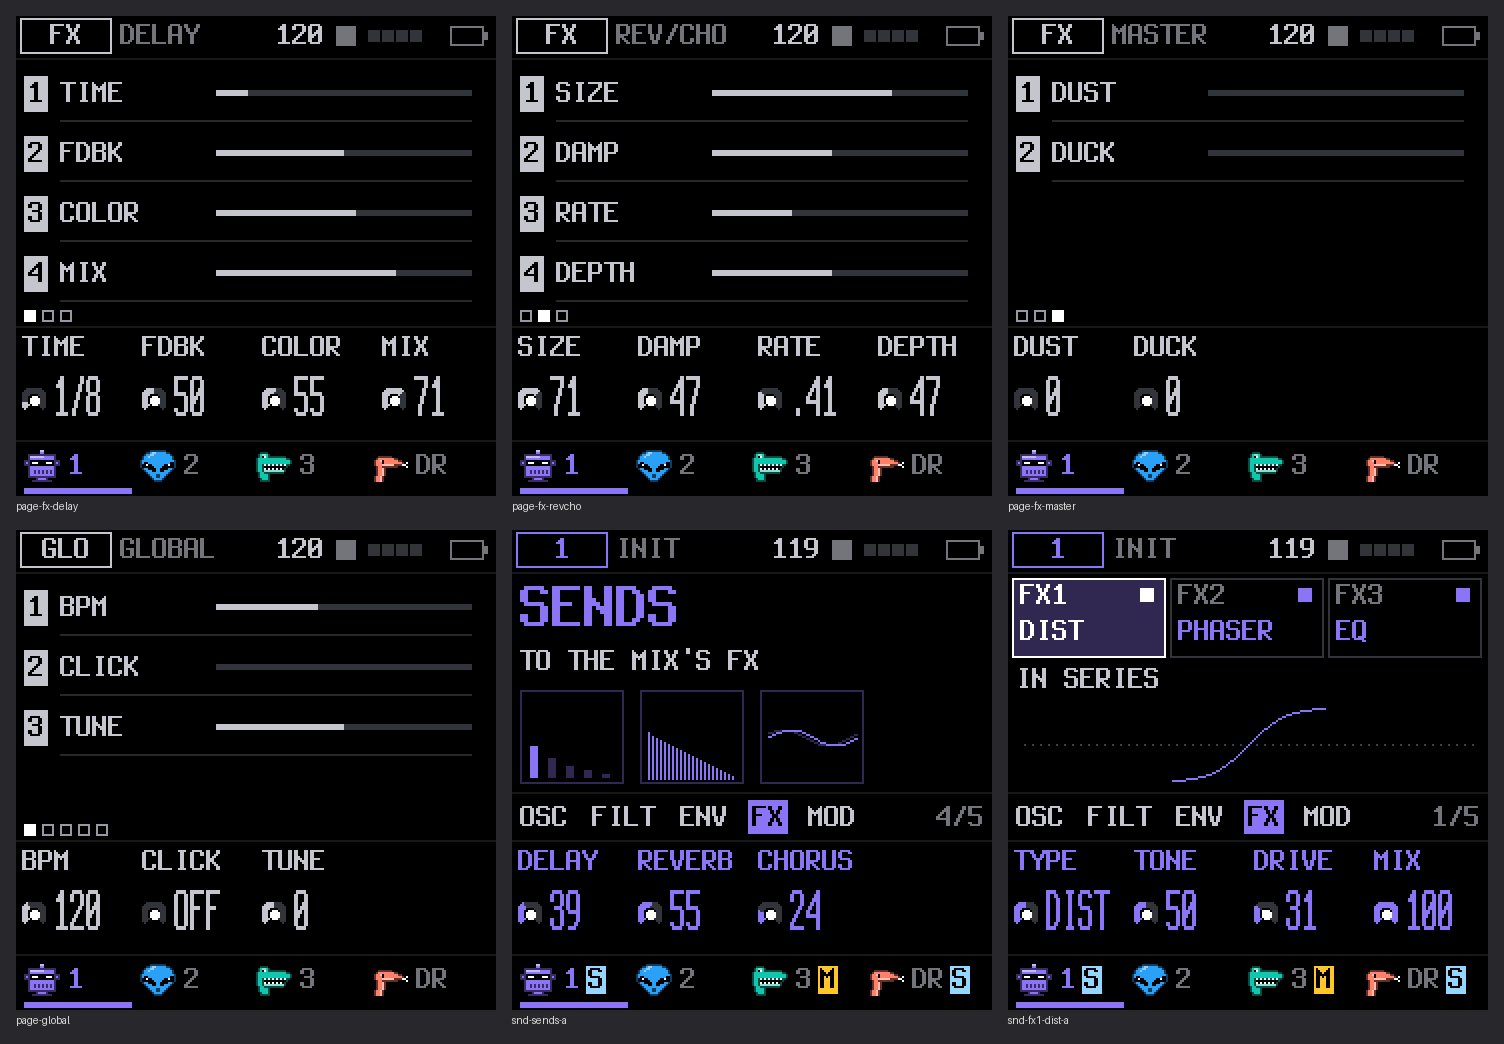 FX DELAY 120
1 TIME
2 FDBK
3 COLOR
4 MIX
TIME FDBK COLOR MIX
1/8 50 55 71
1 2 3 DR
page-fx-delay
FX REV/CHO 120
1 SIZE
2 DAMP
3 RATE
4 DEPTH
SIZE DAMP RATE DEPTH
71 47 .41 47
1 2 3 DR
page-fx-revcho
FX MASTER 120
1 DUST
2 DUCK
DUST DUCK
0 0
1 2 3 DR
page-fx-master
GLO GLOBAL 120
1 BPM
2 CLICK
3 TUNE
BPM CLICK TUNE
120 OFF 0
1 2 3 DR
page-global
1 INIT 119
SENDS
TO THE MIX'S FX
OSC FILT ENV FX MOD 4/5
DELAY REVERB CHORUS
39 55 24
1 S 2 3 M DR S
snd-sends-a
1 INIT 119
FX1 FX2 FX3
DIST PHASER EQ
IN SERIES
OSC FILT ENV FX MOD 1/5
TYPE TONE DRIVE MIX
DIST 50 31 100
1 S 2 3 M DR S
snd-fx1-dist-a